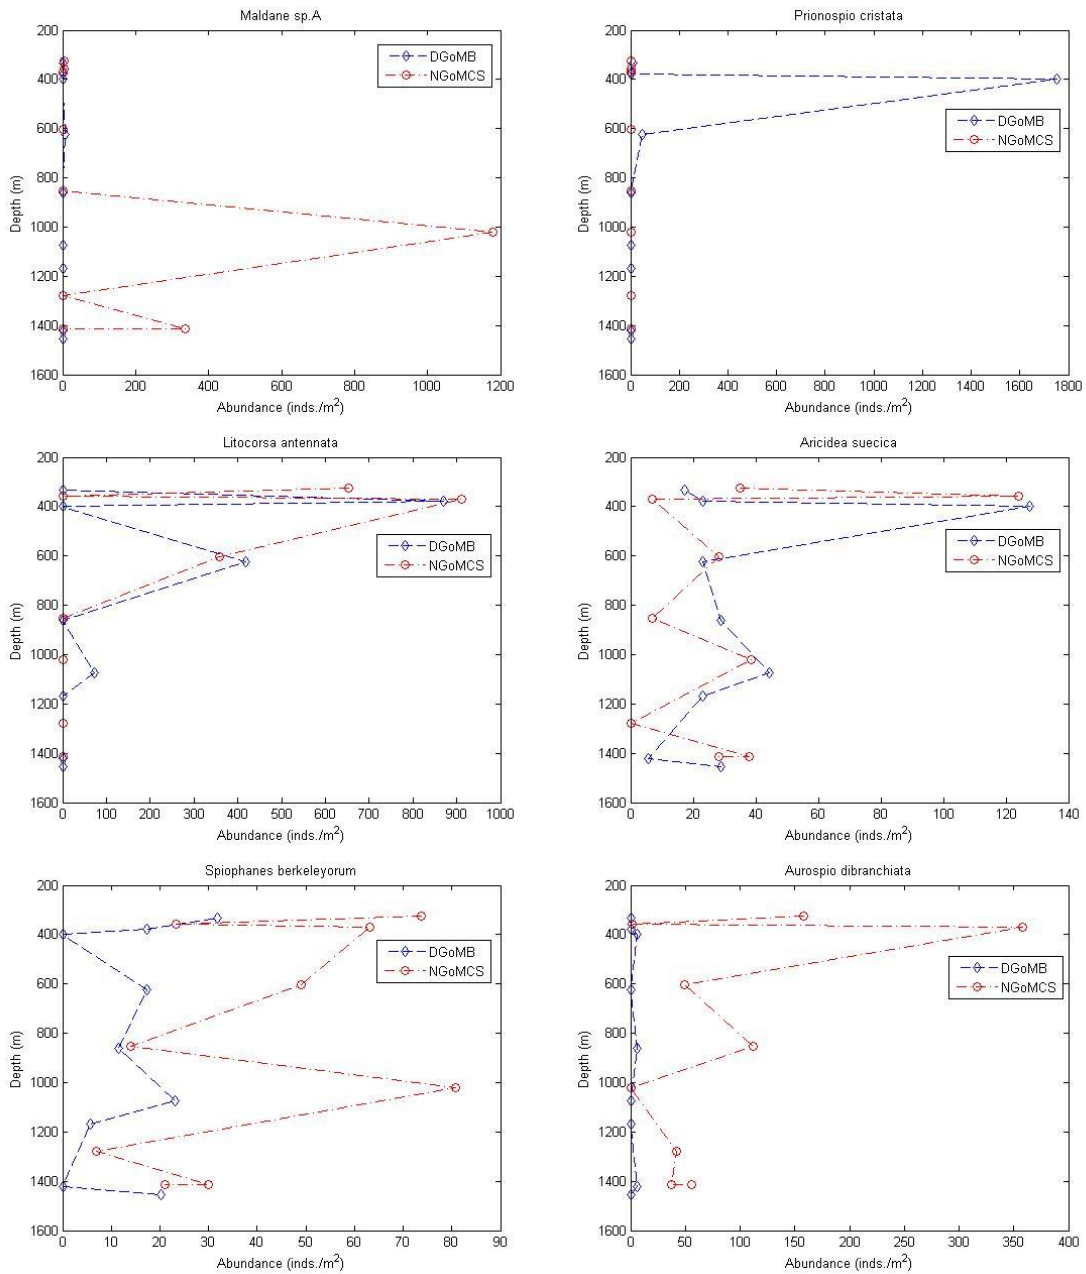 Maldane sp.A
200
400
600
800
1000
1200
1400
1600
Depth (m)
DGoMB
NGoMCS
0 200 400 600 800 1000 1200
Abundance (inds./m²)
Prionospio cristata
200
400
600
800
1000
1200
1400
1600
Depth (m)
DGoMB
NGoMCS
0 200 400 600 800 1000 1200 1400 1600 1800
Abundance (inds./m²)
Litocorsa antennata
200
400
600
800
1000
1200
1400
1600
Depth (m)
DGoMB
NGoMCS
0 100 200 300 400 500 600 700 800 900 1000
Abundance (inds./m²)
Aricidea suecica
200
400
600
800
1000
1200
1400
1600
Depth (m)
DGoMB
NGoMCS
0 20 40 60 80 100 120 140
Abundance (inds./m²)
Spiophanes berkeleyorum
200
400
600
800
1000
1200
1400
1600
Depth (m)
DGoMB
NGoMCS
0 10 20 30 40 50 60 70 80 90
Abundance (inds./m²)
Aurospio dibranchiata
200
400
600
800
1000
1200
1400
1600
Depth (m)
DGoMB
NGoMCS
0 50 100 150 200 250 300 350 400
Abundance (inds./m²)